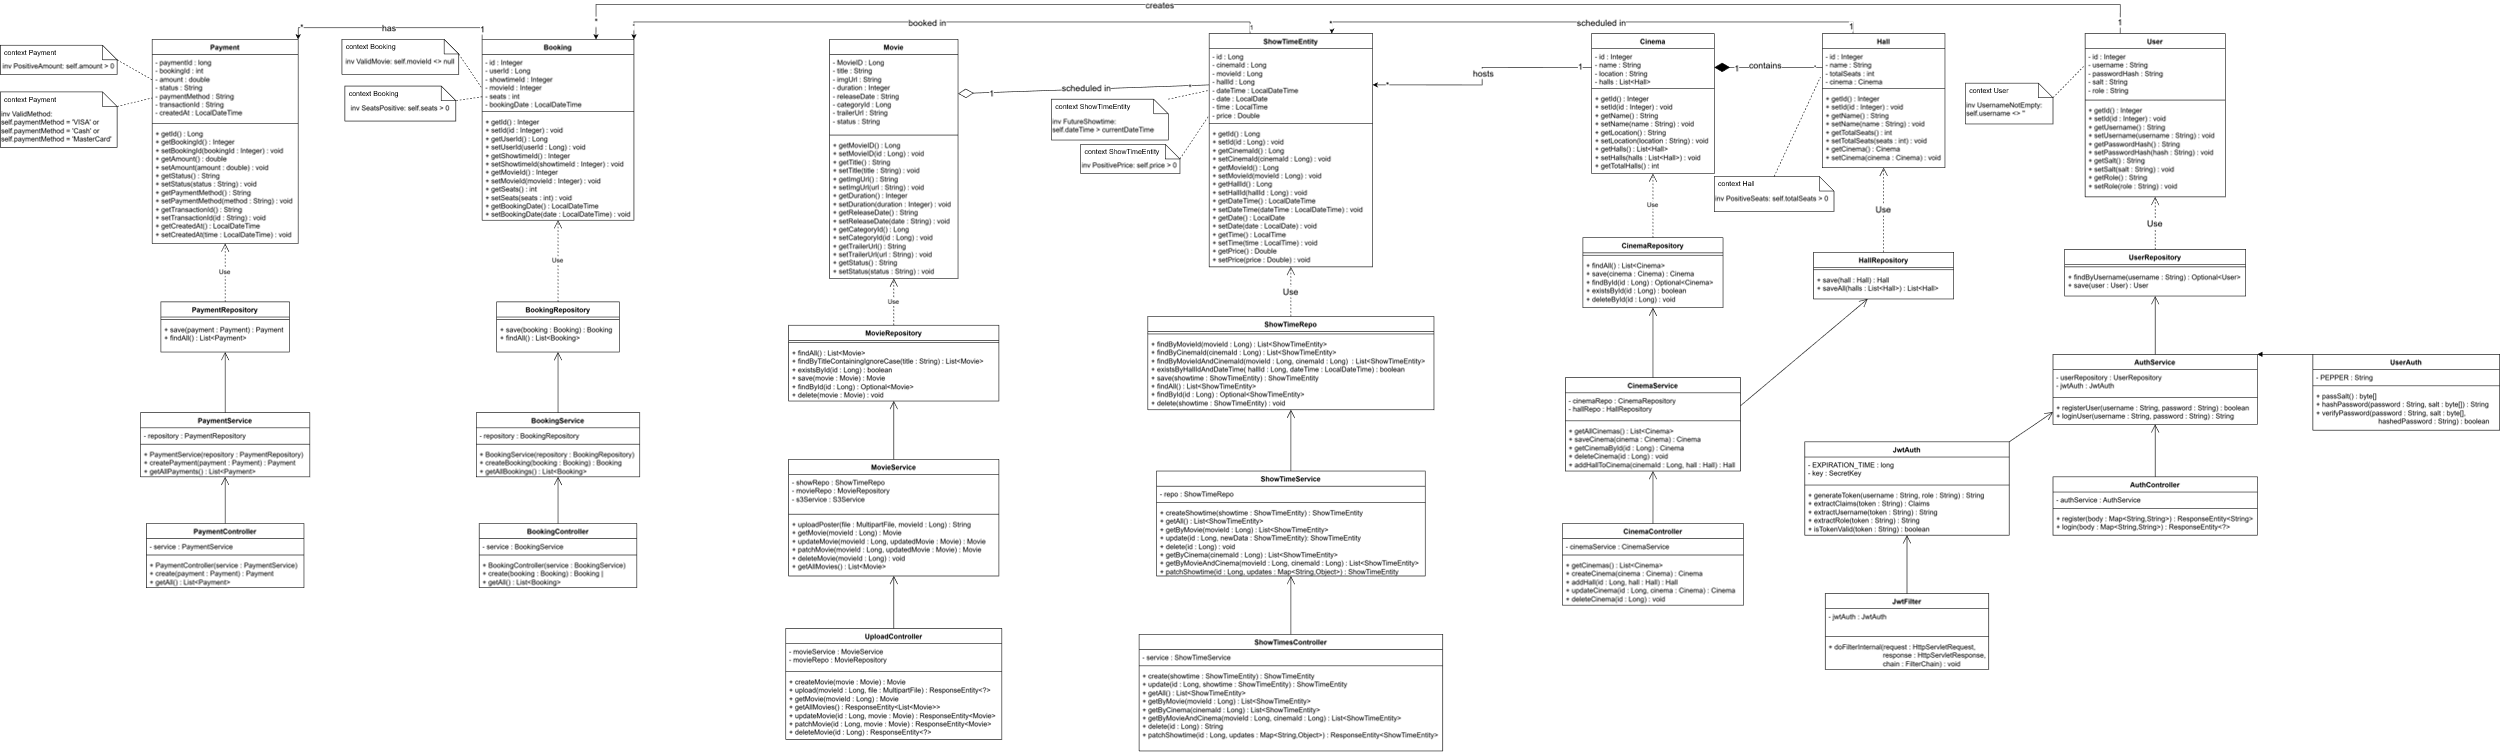 creates
*
1
has
*
1
booked in
*
1
scheduled in
*
1
context Payment
inv PositiveAmount: self.amount > 0
context Payment
inv ValidMethod:
self.paymentMethod = 'VISA' or
self.paymentMethod = 'Cash' or
self.paymentMethod = 'MasterCard'
Payment
- paymentId : long
- bookingId : int
- amount : double
- status : String
- paymentMethod : String
- transactionId : String
- createdAt : LocalDateTime
+ getId() : Long
+ getBookingId() : Integer
+ setBookingId(bookingId : Integer) : void
+ getAmount() : double
+ setAmount(amount : double) : void
+ getStatus() : String
+ setStatus(status : String) : void
+ getPaymentMethod() : String
+ setPaymentMethod(method : String) : void
+ getTransactionId() : String
+ setTransactionId(id : String) : void
+ getCreatedAt() : LocalDateTime
+ setCreatedAt(time : LocalDateTime) : void
Use
PaymentRepository
+ save(payment : Payment) : Payment
+ findAll() : List<Payment>
PaymentService
- repository : PaymentRepository
+ PaymentService(repository : PaymentRepository)
+ createPayment(payment : Payment) : Payment
+ getAllPayments() : List<Payment>
PaymentController
- service : PaymentService
+ PaymentController(service : PaymentService)
+ create(payment : Payment) : Payment
+ getAll() : List<Payment>
context Booking
inv ValidMovie: self.movieId <> null
context Booking
inv SeatsPositive: self.seats > 0
Booking
- id : Integer
- userId : Long
- showtimeId : Integer
- movieId : Integer
- seats : int
- bookingDate : LocalDateTime
+ getId() : Integer
+ setId(id : Integer) : void
+ getUserId() : Long
+ setUserId(userId : Long) : void
+ getShowtimeId() : Integer
+ setShowtimeId(showtimeId : Integer) : void
+ getMovieId() : Integer
+ setMovieId(movieId : Integer) : void
+ getSeats() : int
+ setSeats(seats : int) : void
+ getBookingDate() : LocalDateTime
+ setBookingDate(date : LocalDateTime) : void
Use
BookingRepository
+ save(booking : Booking) : Booking
+ findAll() : List<Booking>
BookingService
- repository : BookingRepository
+ BookingService(repository : BookingRepository)
+ createBooking(booking : Booking) : Booking
+ getAllBookings() : List<Booking>
BookingController
- service : BookingService
+ BookingController(service : BookingService)
+ create(booking : Booking) : Booking |
+ getAll() : List<Booking>
Movie
- MovieID : Long
- title : String
- imgUrl : String
- duration : Integer
- releaseDate : String
- categoryId : Long
- trailerUrl : String
- status : String
+ getMovieID() : Long
+ setMovieID(id : Long) : void
+ getTitle() : String
+ setTitle(title : String) : void
+ getImgUrl() : String
+ setImgUrl(url : String) : void
+ getDuration() : Integer
+ setDuration(duration : Integer) : void
+ getReleaseDate() : String
+ setReleaseDate(date : String) : void
+ getCategoryId() : Long
+ setCategoryId(id : Long) : void
+ getTrailerUrl() : String
+ setTrailerUrl(url : String) : void
+ getStatus() : String
+ setStatus(status : String) : void
Use
MovieRepository
+ findAll() : List<Movie>
+ findByTitleContainingIgnoreCase(title : String) : List<Movie>
+ existsById(id : Long) : boolean
+ save(movie : Movie) : Movie
+ findById(id : Long) : Optional<Movie>
+ delete(movie : Movie) : void
MovieService
- showRepo : ShowTimeRepo
- movieRepo : MovieRepository
- s3Service : S3Service
+ uploadPoster(file : MultipartFile, movieId : Long) : String
+ getMovie(movieId : Long) : Movie
+ updateMovie(movieId : Long, updatedMovie : Movie) : Movie
+ patchMovie(movieId : Long, updatedMovie : Movie) : Movie
+ deleteMovie(movieId : Long) : void
+ getAllMovies() : List<Movie>
UploadController
- movieService : MovieService
- movieRepo : MovieRepository
+ createMovie(movie : Movie) : Movie
+ upload(movieId : Long, file : MultipartFile) : ResponseEntity<?>
+ getMovie(movieId : Long) : Movie
+ getAllMovies() : ResponseEntity<List<Movie>>
+ updateMovie(id : Long, movie : Movie) : ResponseEntity<Movie>
+ patchMovie(id : Long, movie : Movie) : ResponseEntity<Movie>
+ deleteMovie(id : Long) : ResponseEntity<?>
1
scheduled in
*
context ShowTimeEntity
inv FutureShowtime:
self.dateTime > currentDateTime
context ShowTimeEntity
inv PositivePrice: self.price > 0
ShowTimeEntity
- id : Long
- cinemaId : Long
- movieId : Long
- hallId : Long
- dateTime : LocalDateTime
- date : LocalDate
- time : LocalTime
- price : Double
+ getId() : Long
+ setId(id : Long) : void
+ getCinemaId() : Long
+ setCinemaId(cinemaId : Long) : void
+ getMovieId() : Long
+ setMovieId(movieId : Long) : void
+ getHallId() : Long
+ setHallId(hallId : Long) : void
+ getDateTime() : LocalDateTime
+ setDateTime(dateTime : LocalDateTime) : void
+ getDate() : LocalDate
+ setDate(date : LocalDate) : void
+ getTime() : LocalTime
+ setTime(time : LocalTime) : void
+ getPrice() : Double
+ setPrice(price : Double) : void
Use
ShowTimeRepo
+ findByMovieId(movieId : Long) : List<ShowTimeEntity>
+ findByCinemaId(cinemaId : Long) : List<ShowTimeEntity>
+ findByMovieIdAndCinemaId(movieId : Long, cinemaId : Long) : List<ShowTimeEntity>
+ existsByHallIdAndDateTime( hallId : Long, dateTime : LocalDateTime) : boolean
+ save(showtime : ShowTimeEntity) : ShowTimeEntity
+ findAll() : List<ShowTimeEntity>
+ findById(id : Long) : Optional<ShowTimeEntity>
+ delete(showtime : ShowTimeEntity) : void
ShowTimeService
- repo : ShowTimeRepo
+ createShowtime(showtime : ShowTimeEntity) : ShowTimeEntity
+ getAll() : List<ShowTimeEntity>
+ getByMovie(movieId : Long) : List<ShowTimeEntity>
+ update(id : Long, newData : ShowTimeEntity): ShowTimeEntity
+ delete(id : Long) : void
+ getByCinema(cinemaId : Long) : List<ShowTimeEntity>
+ getByMovieAndCinema(movieId : Long, cinemaId : Long) : List<ShowTimeEntity>
+ patchShowtime(id : Long, updates : Map<String,Object>) : ShowTimeEntity
ShowTimesController
- service : ShowTimeService
+ create(showtime : ShowTimeEntity) : ShowTimeEntity
+ update(id : Long, showtime : ShowTimeEntity) : ShowTimeEntity
+ getAll() : List<ShowTimeEntity>
+ getByMovie(movieId : Long) : List<ShowTimeEntity>
+ getByCinema(cinemaId : Long) : List<ShowTimeEntity>
+ getByMovieAndCinema(movieId : Long, cinemaId : Long) : List<ShowTimeEntity>
+ delete(id : Long) : String
+ patchShowtime(id : Long, updates : Map<String,Object>) : ResponseEntity<ShowTimeEntity>
*
hosts
1
Cinema
- id : Integer
- name : String
- location : String
- halls : List<Hall>
+ getId() : Integer
+ setId(id : Integer) : void
+ getName() : String
+ setName(name : String) : void
+ getLocation() : String
+ setLocation(location : String) : void
+ getHalls() : List<Hall>
+ setHalls(halls : List<Hall>) : void
+ getTotalHalls() : int
Use
CinemaRepository
+ findAll() : List<Cinema>
+ save(cinema : Cinema) : Cinema
+ findById(id : Long) : Optional<Cinema>
+ existsById(id : Long) : boolean
+ deleteById(id : Long) : void
CinemaService
- cinemaRepo : CinemaRepository
- hallRepo : HallRepository
+ getAllCinemas() : List<Cinema>
+ saveCinema(cinema : Cinema) : Cinema
+ getCinemaById(id : Long) : Cinema
+ deleteCinema(id : Long) : void
+ addHallToCinema(cinemaId : Long, hall : Hall) : Hall
CinemaController
- cinemaService : CinemaService
+ getCinemas() : List<Cinema>
+ createCinema(cinema : Cinema) : Cinema
+ addHall(id : Long, hall : Hall) : Hall
+ updateCinema(id : Long, cinema : Cinema) : Cinema
+ deleteCinema(id : Long) : void
1
contains
*
context Hall
inv PositiveSeats: self.totalSeats > 0
Hall
- id : Integer
- name : String
- totalSeats : int
- cinema : Cinema
+ getId() : Integer
+ setId(id : Integer) : void
+ getName() : String
+ setName(name : String) : void
+ getTotalSeats() : int
+ setTotalSeats(seats : int) : void
+ getCinema() : Cinema
+ setCinema(cinema : Cinema) : void
Use
HallRepository
+ save(hall : Hall) : Hall
+ saveAll(halls : List<Hall>) : List<Hall>
context User
inv UsernameNotEmpty:
self.username <> ''
User
- id : Integer
- username : String
- passwordHash : String
- salt : String
- role : String
+ getId() : Integer
+ setId(id : Integer) : void
+ getUsername() : String
+ setUsername(username : String) : void
+ getPasswordHash() : String
+ setPasswordHash(hash : String) : void
+ getSalt() : String
+ setSalt(salt : String) : void
+ getRole() : String
+ setRole(role : String) : void
Use
UserRepository
+ findByUsername(username : String) : Optional<User>
+ save(user : User) : User
AuthService
- userRepository : UserRepository
- jwtAuth : JwtAuth
+ registerUser(username : String, password : String) : boolean
+ loginUser(username : String, password : String) : String
UserAuth
- PEPPER : String
+ passSalt() : byte[]
+ hashPassword(password : String, salt : byte[]) : String
+ verifyPassword(password : String, salt : byte[],
hashedPassword : String) : boolean
JwtAuth
- EXPIRATION_TIME : long
- key : SecretKey
+ generateToken(username : String, role : String) : String
+ extractClaims(token : String) : Claims
+ extractUsername(token : String) : String
+ extractRole(token : String) : String
+ isTokenValid(token : String) : boolean
AuthController
- authService : AuthService
+ register(body : Map<String,String>) : ResponseEntity<String>
+ login(body : Map<String,String>) : ResponseEntity<?>
JwtFilter
- jwtAuth : JwtAuth
+ doFilterInternal(request : HttpServletRequest,
response : HttpServletResponse,
chain : FilterChain) : void